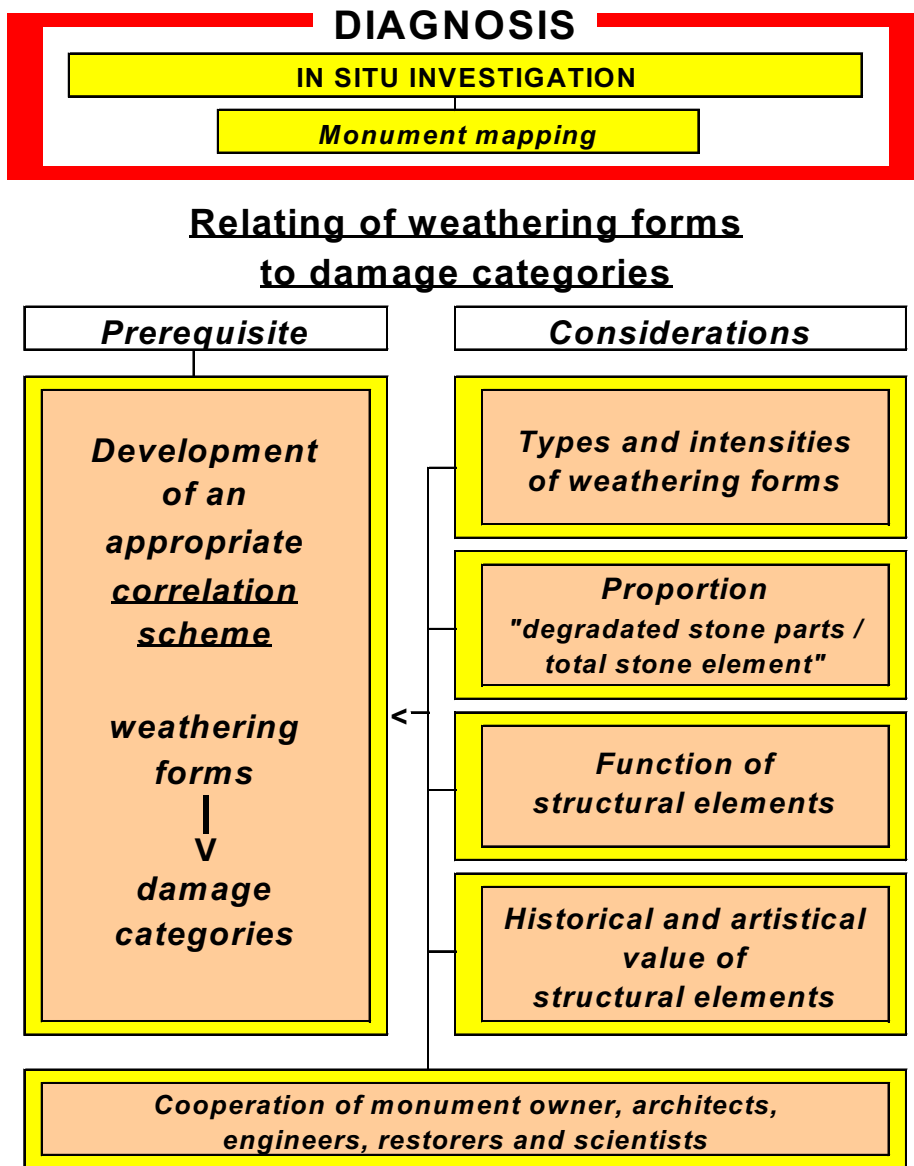 DIAGNOSIS
IN SITU INVESTIGATION
Monument mapping
Relating of weathering forms
to damage categories
Prerequisite
Development
of an
appropriate
correlation
scheme
weathering
forms
V
damage
categories
<
Considerations
Types and intensities
of weathering forms
Proportion
"degradated stone parts /
total stone element"
Function of
structural elements
Historical and artistical
value of
structural elements
Cooperation of monument owner, architects,
engineers, restorers and scientists